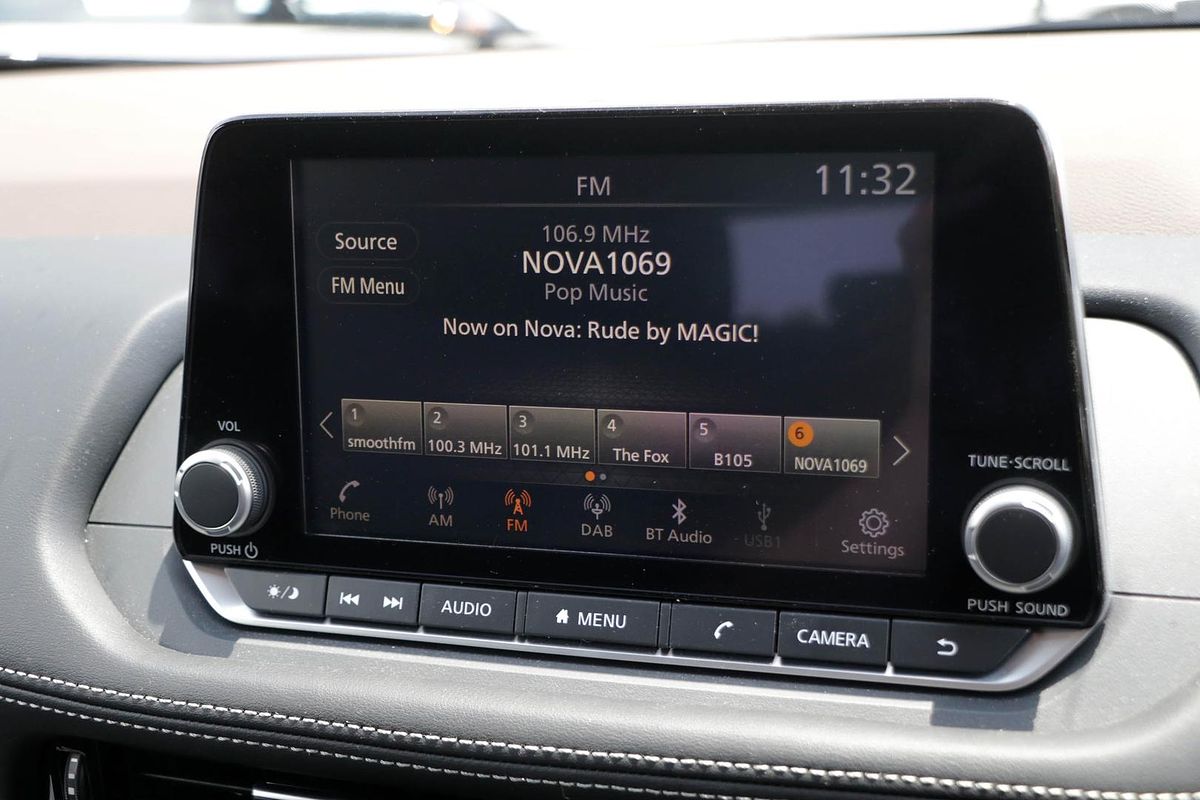 FM
11:32
Source
FM Menu
106.9 MHz
NOVA1069
Pop Music
Now on Nova: Rude by MAGIC!
1
smoothfm
2
100.3 MHz
3
101.1 MHz
4
The Fox
5
B105
6
NOVA1069
Phone
AM
FM
DAB
BT Audio
USB1
Settings
VOL
PUSH
TUNE·SCROLL
PUSH SOUND
AUDIO
MENU
CAMERA